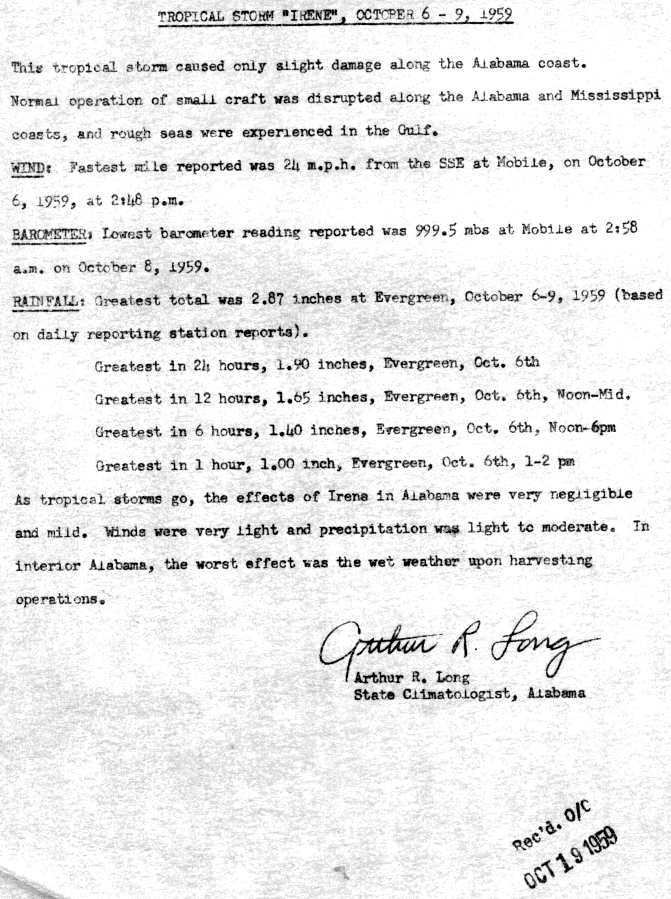 TROPICAL STORM "IRENE", OCTOBER 6 - 9, 1959
This tropical storm caused only slight damage along the Alabama coast.
Normal operation of small craft was disrupted along the Alabama and Mississippi
coasts, and rough seas were experienced in the Gulf.
WIND: Fastest mile reported was 24 m.p.h. from the SSE at Mobile, on October
6, 1959, at 2:48 p.m.
BAROMETER: Lowest barometer reading reported was 999.5 mbs at Mobile at 2:58
a.m. on October 8, 1959.
RAINFALL: Greatest total was 2.87 inches at Evergreen, October 6-9, 1959 (based
on daily reporting station reports).
Greatest in 24 hours, 1.90 inches, Evergreen, Oct. 6th
Greatest in 12 hours, 1.65 inches, Evergreen, Oct. 6th, Noon-Mid.
Greatest in 6 hours, 1.40 inches, Evergreen, Oct. 6th, Noon-6pm
Greatest in 1 hour, 1.00 inch, Evergreen, Oct. 6th, 1-2 pm
As tropical storms go, the effects of Irene in Alabama were very negligible
and mild. Winds were very light and precipitation was light to moderate. In
interior Alabama, the worst effect was the wet weather upon harvesting
operations.
Arthur R. Long
Arthur R. Long
State Climatologist, Alabama
Rec'd. O/C
OCT 19 1959